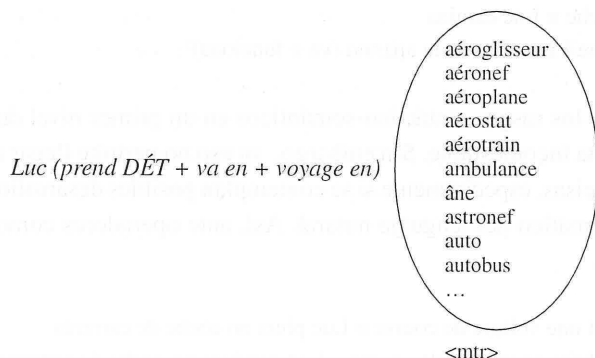 aéroglisseur
aéronef
aéroplane
aérostat
aérotrain
Luc (prend DÉT + va en + voyage en)
ambulance
âne
astronef
auto
autobus
…
<mtr>